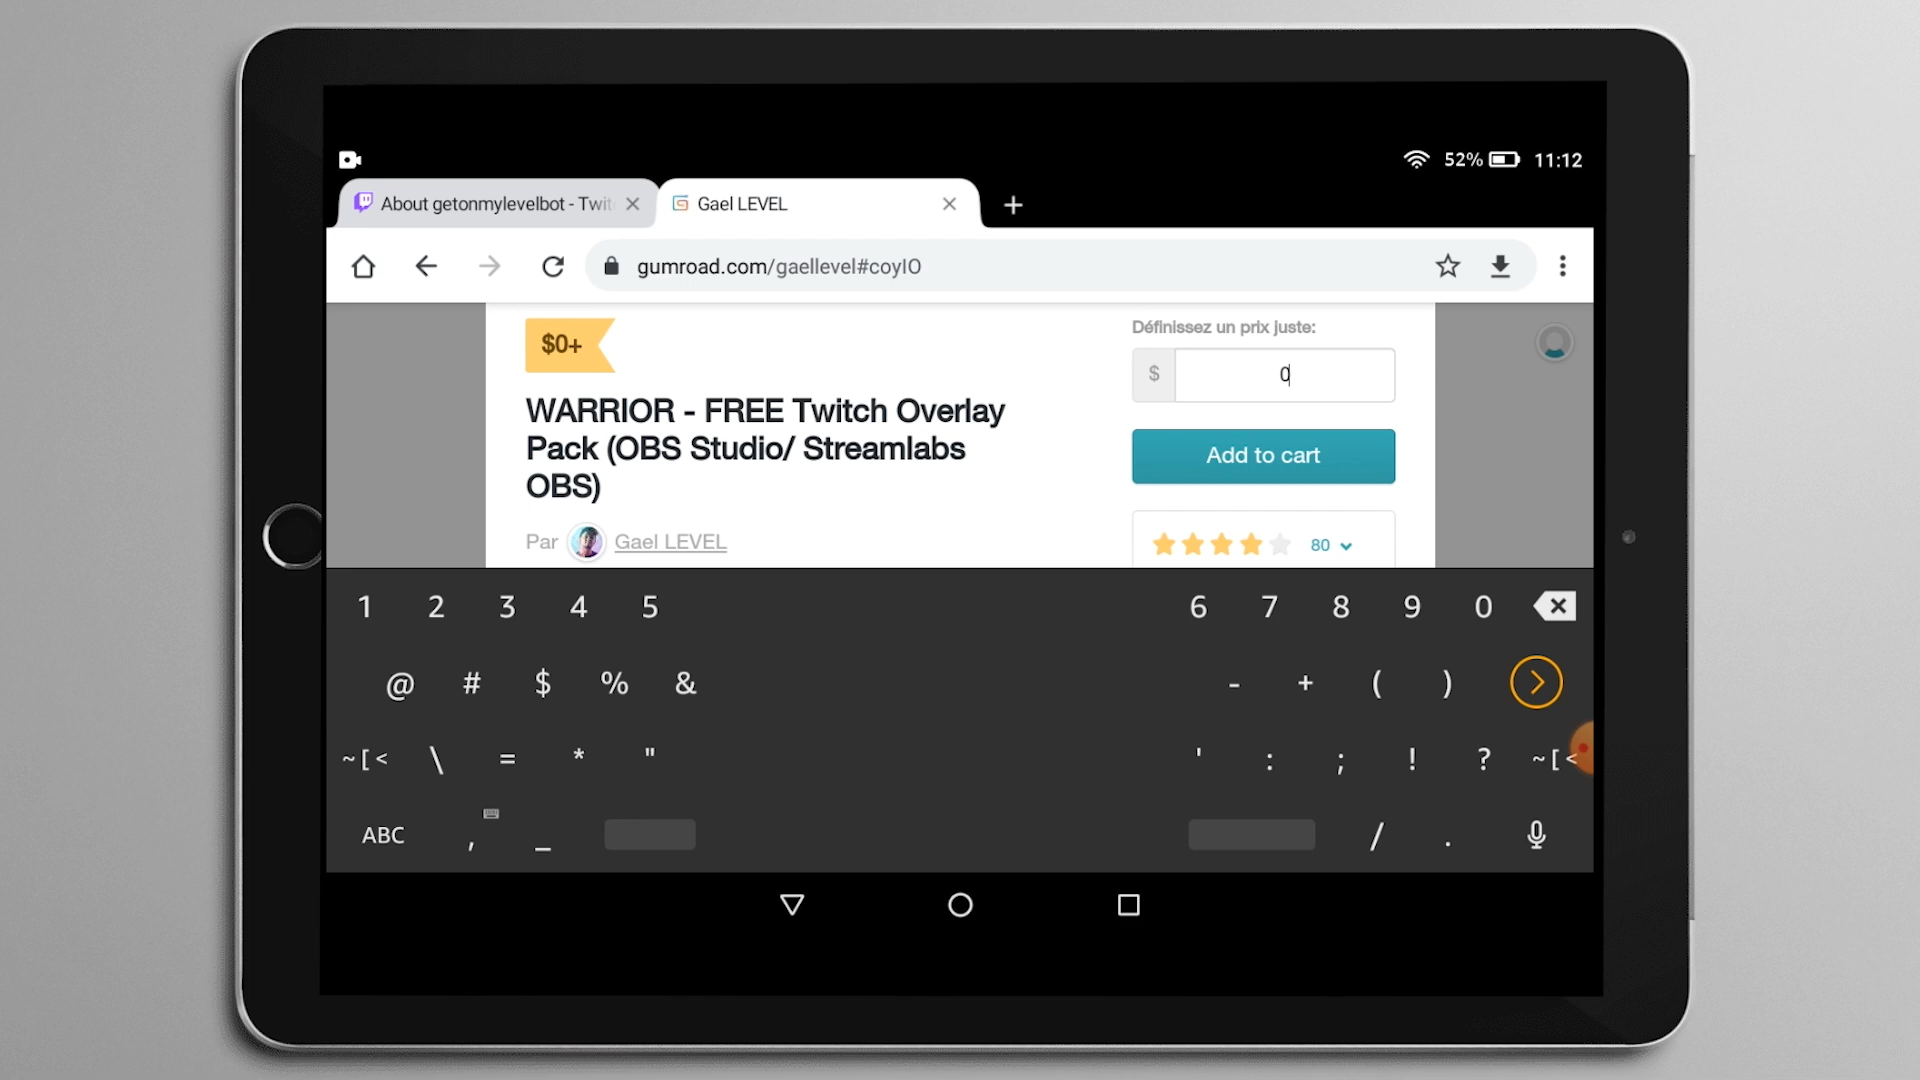 52% 11:12
About getonmylevelbot - Twit
Gael LEVEL
gumroad.com/gaellevel#coyIO
$0+
Définissez un prix juste:
$ 0
WARRIOR - FREE Twitch Overlay
Pack (OBS Studio/ Streamlabs
OBS)
Add to cart
Par Gael LEVEL
80
1 2 3 4 5 6 7 8 9 0
@ # $ % & - + ( )
~[< \ = * " ' : ; ! ? ~[<
ABC , _ / .